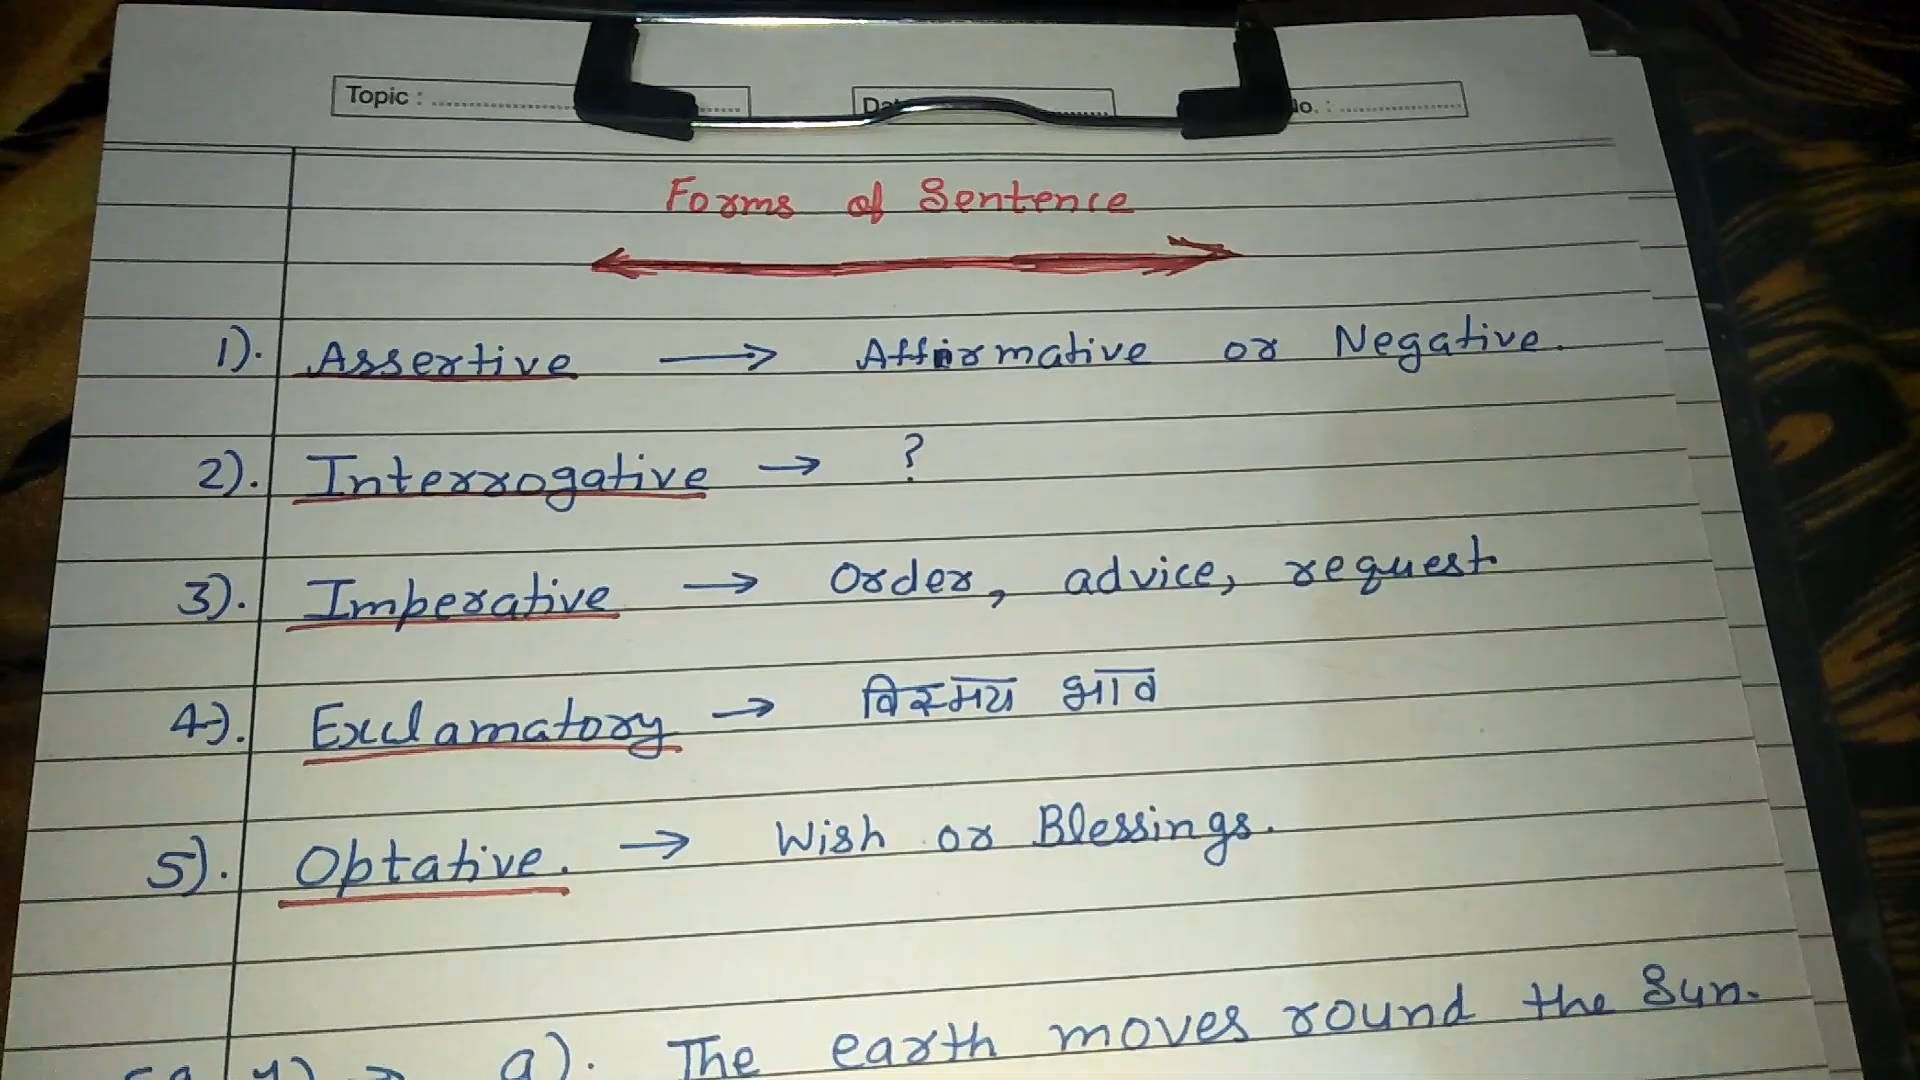 Topic :
No. :
Forms of Sentence
1). Assertive → Affirmative or Negative.
2). Interrogative → ?
3). Imperative → Order, advice, request
4). Exclamatory → विस्मय भाव
5). Optative. → Wish or Blessings.
a). The earth moves round the Sun.